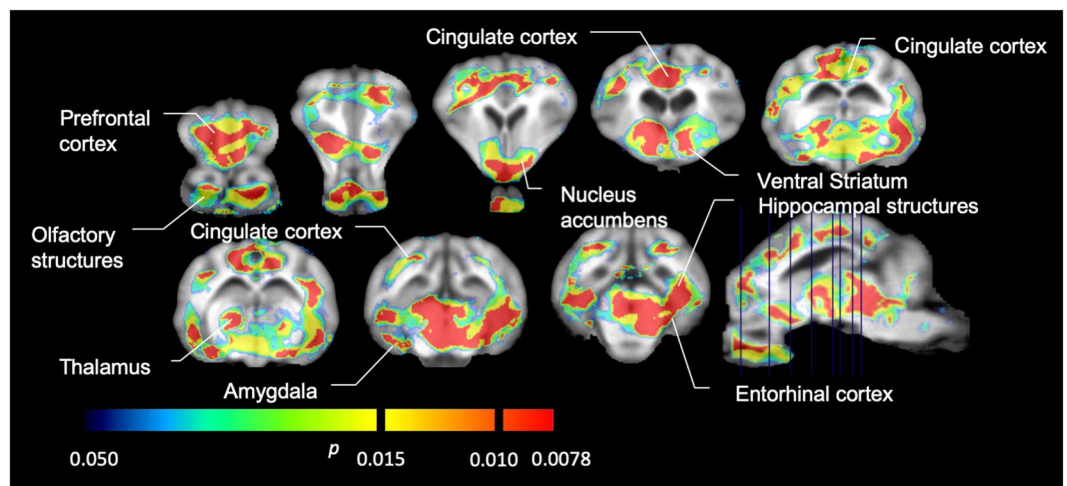 Cingulate cortex
Cingulate cortex
Prefrontal
cortex
Nucleus
accumbens
Ventral Striatum
Hippocampal structures
Olfactory
structures
Cingulate cortex
Thalamus
Amygdala
Entorhinal cortex
0.050
p
0.015
0.010
0.0078